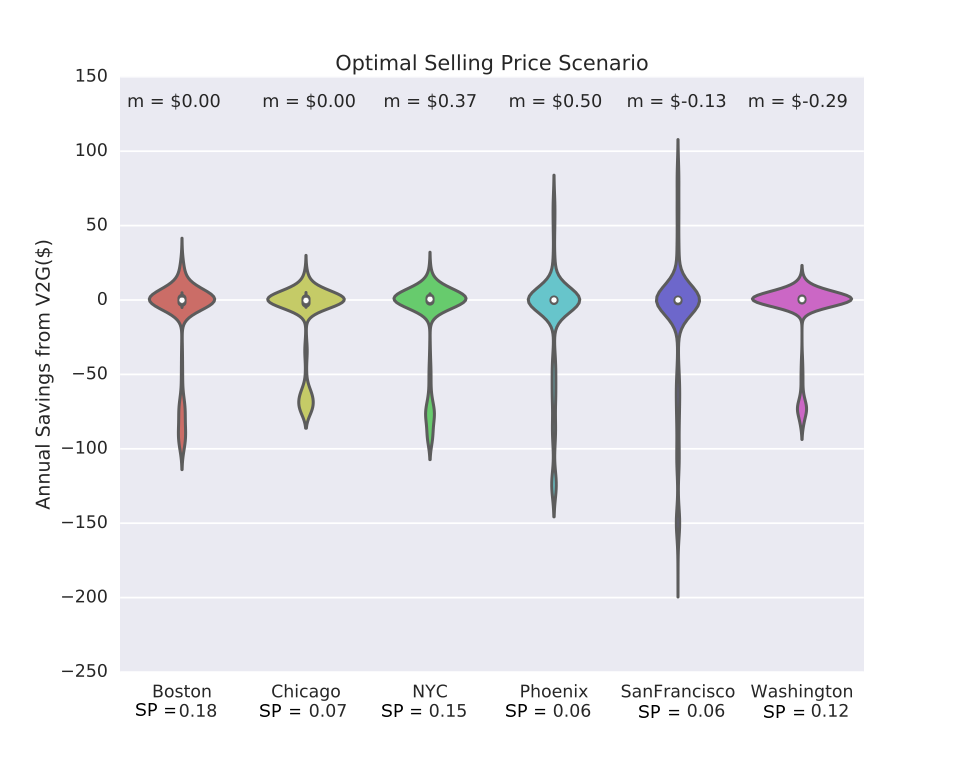 Optimal Selling Price Scenario
150
m = $0.00 m = $0.00 m = $0.37 m = $0.50 m = $-0.13 m = $-0.29
100
50
0
−50
−100
−150
−200
−250
Annual Savings from V2G($)
Boston Chicago NYC Phoenix SanFrancisco Washington
SP =0.18 SP = 0.07 SP = 0.15 SP = 0.06 SP = 0.06 SP = 0.12